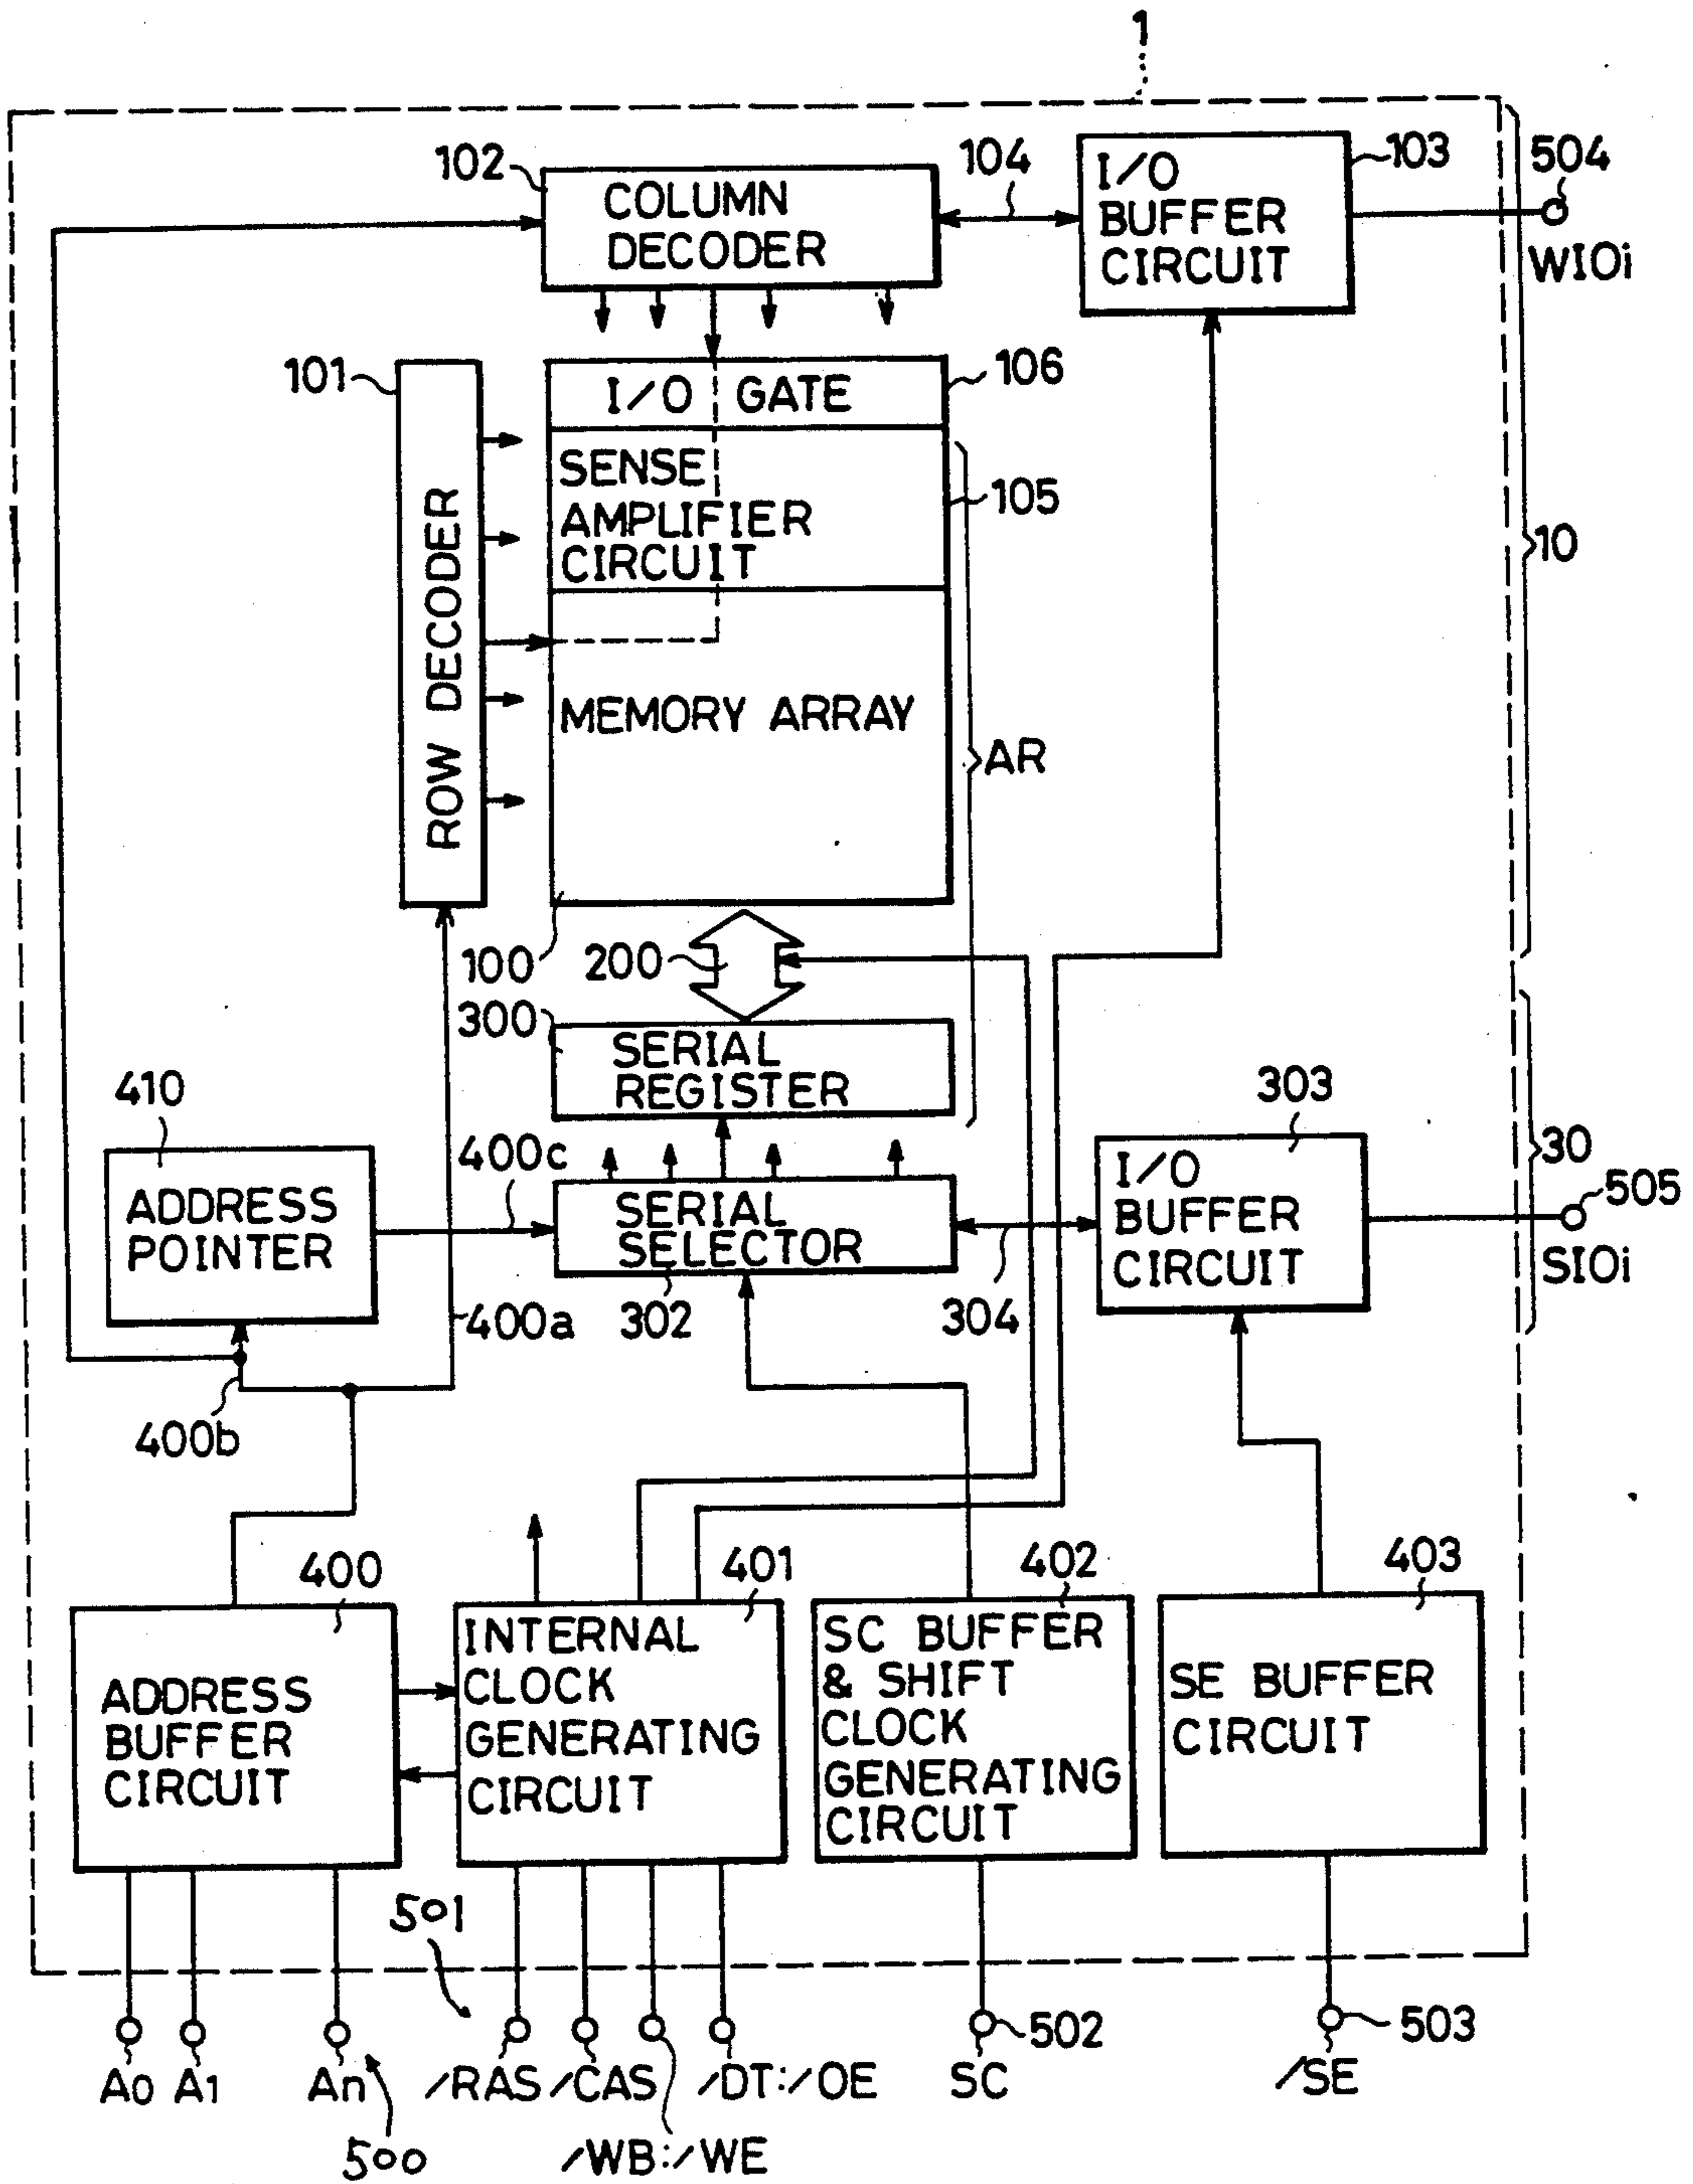 1
102
COLUMN
DECODER
104
I/O
BUFFER
CIRCUIT
103
504
WIOi
101
ROW DECODER
I/O GATE
106
SENSE
AMPLIFIER
CIRCUIT
105
10
MEMORY ARRAY
AR
100
200
300
SERIAL
REGISTER
410
ADDRESS
POINTER
400c
SERIAL
SELECTOR
302
304
303
I/O
BUFFER
CIRCUIT
30
505
SIOi
400a
400b
400
ADDRESS
BUFFER
CIRCUIT
401
INTERNAL
CLOCK
GENERATING
CIRCUIT
402
SC BUFFER
& SHIFT
CLOCK
GENERATING
CIRCUIT
403
SE BUFFER
CIRCUIT
501
502
503
A0 A1 An
/RAS /CAS /DT:/OE
SC
/SE
500
/WB:/WE